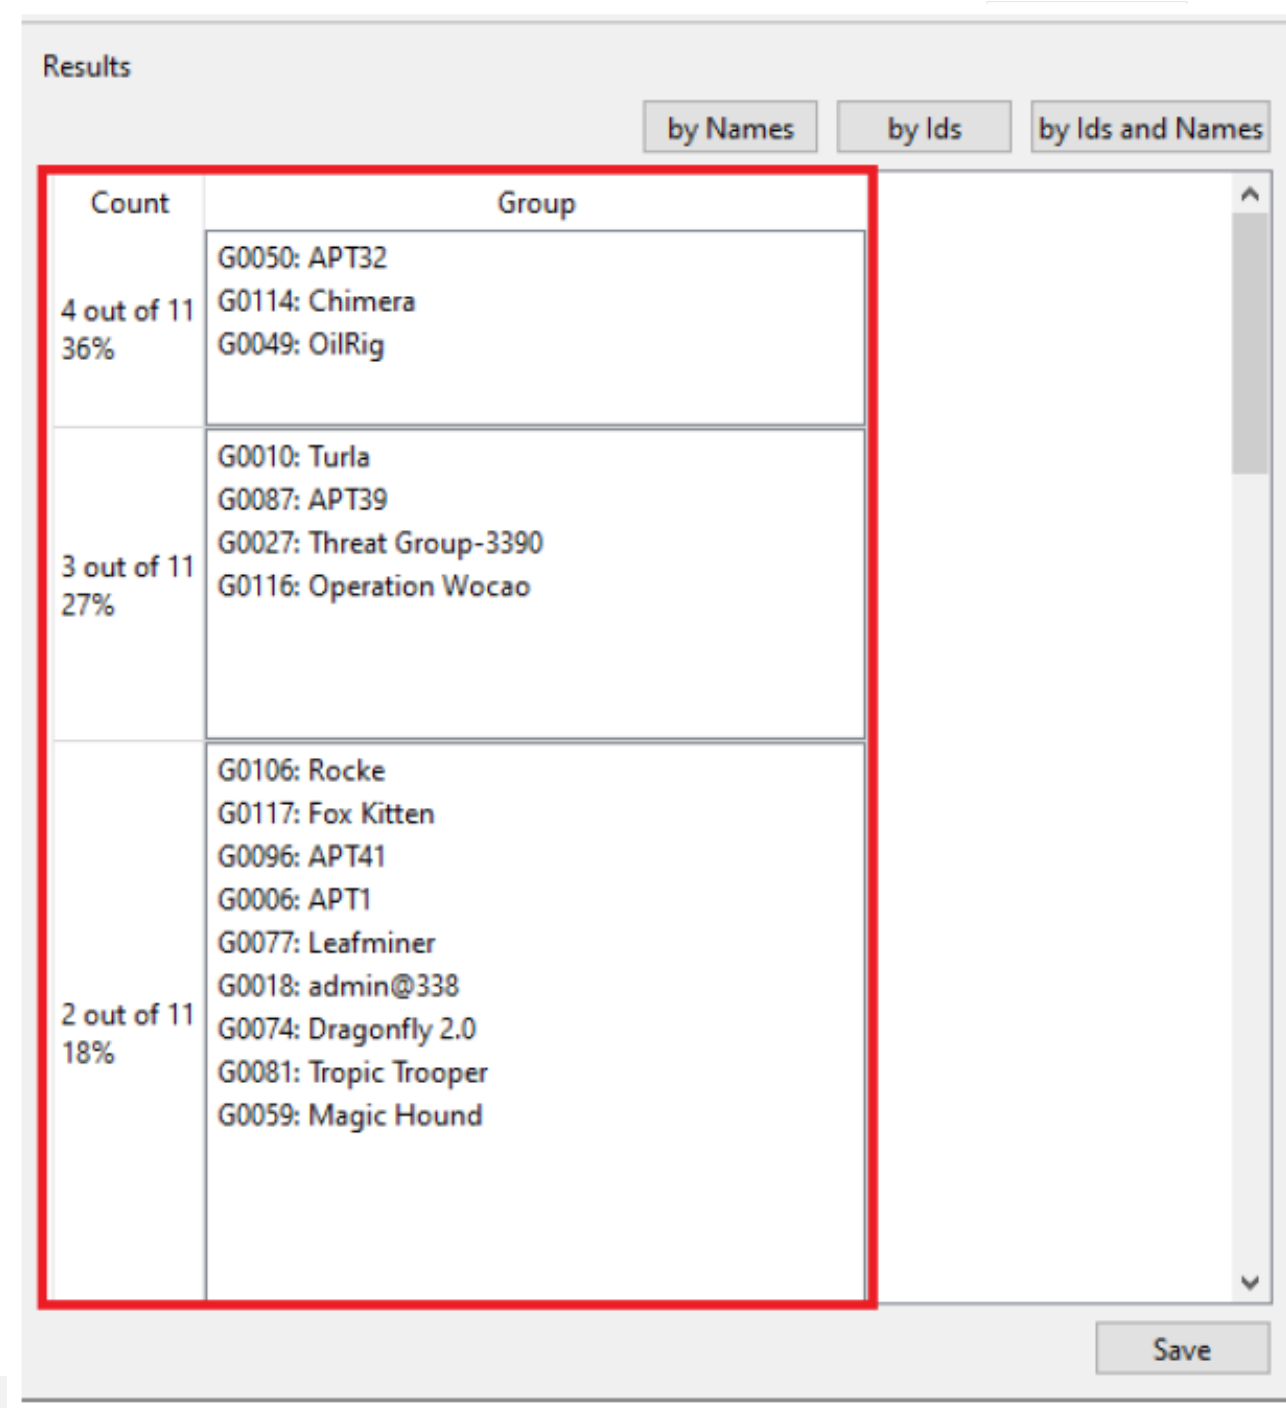 Results
by Names by Ids by Ids and Names
Count Group
4 out of 11
36%
G0050: APT32
G0114: Chimera
G0049: OilRig
3 out of 11
27%
G0010: Turla
G0087: APT39
G0027: Threat Group-3390
G0116: Operation Wocao
2 out of 11
18%
G0106: Rocke
G0117: Fox Kitten
G0096: APT41
G0006: APT1
G0077: Leafminer
G0018: admin@338
G0074: Dragonfly 2.0
G0081: Tropic Trooper
G0059: Magic Hound
Save